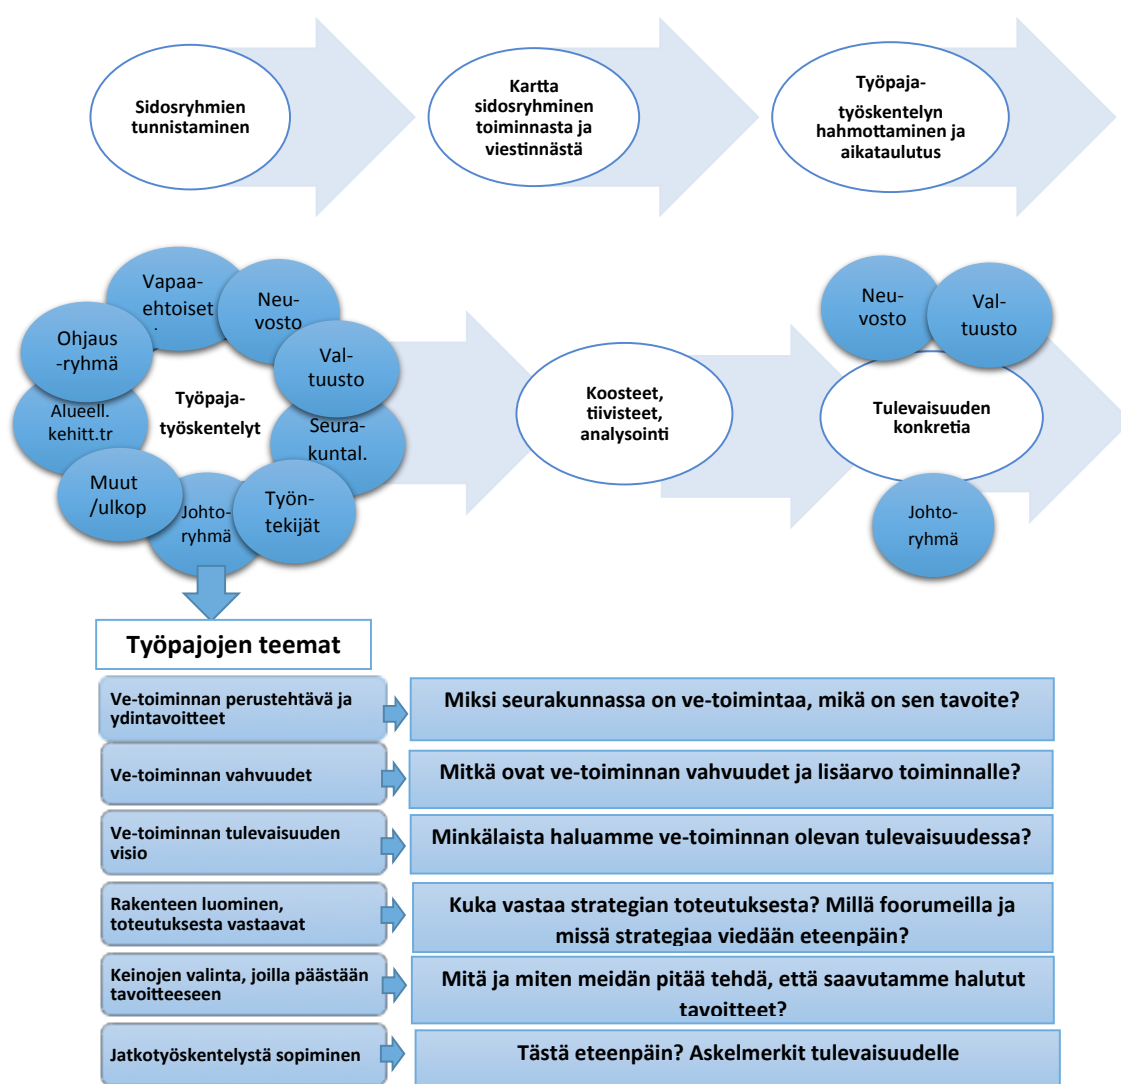 Sidosryhmien
tunnistaminen
Kartta
sidosryhminen
toiminnasta ja
viestinnästä
Työpaja-
työskentelyn
hahmottaminen ja
aikataulutus
Vapaa-
ehtoiset
Neu-
vosto
Ohjaus
-ryhmä
Val-
tuusto
Alueell.
kehitt.tr
Työpaja-
työskentelyt
Seura-
kuntal.
Muut
/ulkop
Johto-
ryhmä
Työn-
tekijät
Koosteet,
tiivisteet,
analysointi
Neu-
vosto
Val-
tuusto
Tulevaisuuden
konkretia
Johto-
ryhmä
Työpajojen teemat
Ve-toiminnan perustehtävä ja
ydintavoitteet
Miksi seurakunnassa on ve-toimintaa, mikä on sen tavoite?
Ve-toiminnan vahvuudet
Mitkä ovat ve-toiminnan vahvuudet ja lisäarvo toiminnalle?
Ve-toiminnan tulevaisuuden
visio
Minkälaista haluamme ve-toiminnan olevan tulevaisuudessa?
Rakenteen luominen,
toteutuksesta vastaavat
Kuka vastaa strategian toteutuksesta? Millä foorumeilla ja
missä strategiaa viedään eteenpäin?
Keinojen valinta, joilla päästään
tavoitteeseen
Mitä ja miten meidän pitää tehdä, että saavutamme halutut
tavoitteet?
Jatkotyöskentelystä sopiminen
Tästä eteenpäin? Askelmerkit tulevaisuudelle